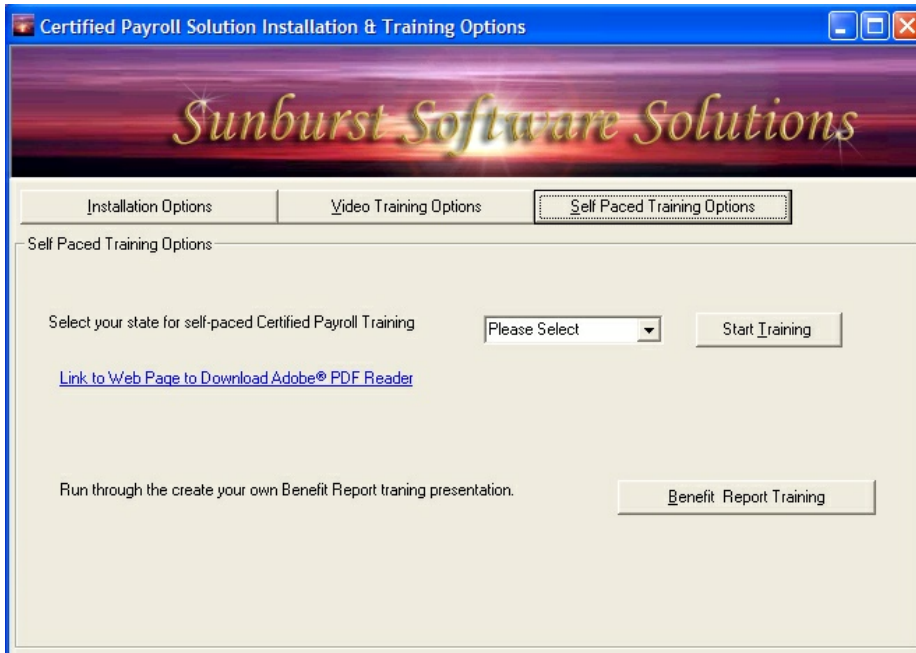 Certified Payroll Solution Installation & Training Options
Sunburst Software Solutions
Installation Options
Video Training Options
Self Paced Training Options
Self Paced Training Options
Select your state for self-paced Certified Payroll Training
Please Select
Start Training
Link to Web Page to Download Adobe® PDF Reader
Run through the create your own Benefit Report traning presentation.
Benefit Report Training